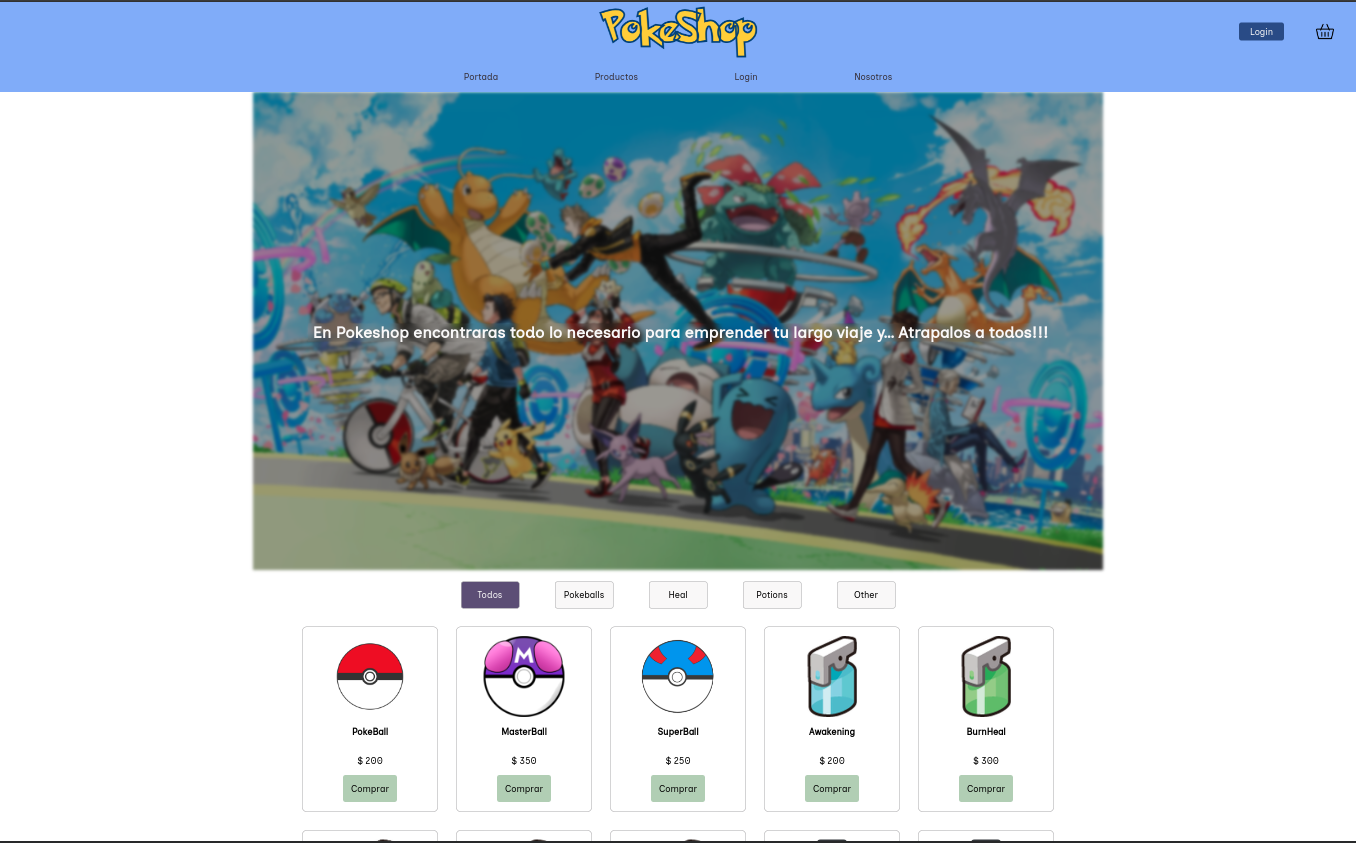 PokeShop
Login
Portada Productos Login Nosotros
En Pokeshop encontraras todo lo necesario para emprender tu largo viaje y... Atrapalos a todos!!!
Todos Pokeballs Heal Potions Other
M
PokeBall MasterBall SuperBall Awakening BurnHeal
$ 200 $ 350 $ 250 $ 200 $ 300
Comprar Comprar Comprar Comprar Comprar